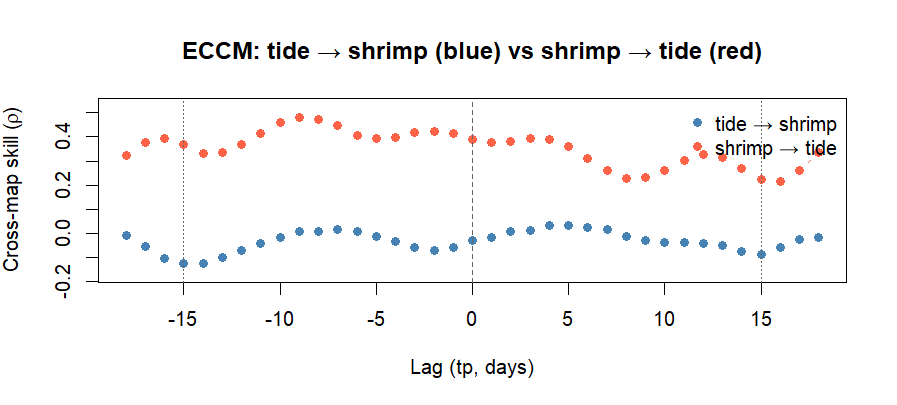 ECCM: tide → shrimp (blue) vs shrimp → tide (red)
tide → shrimp
shrimp → tide
Cross-map skill (ρ)
0.4
0.2
0.0
-0.2
-15
-10
-5
0
5
10
15
Lag (tp, days)